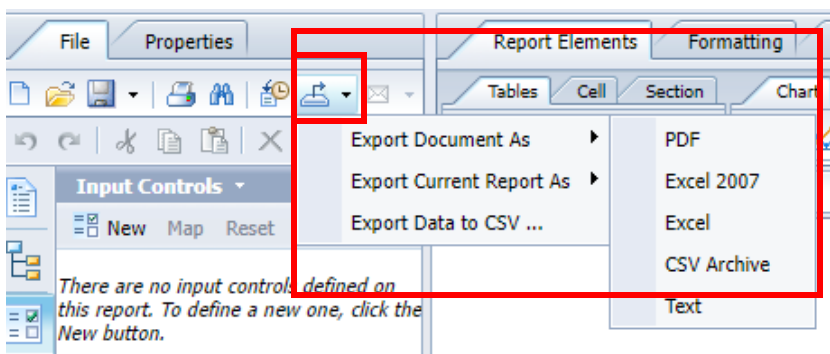 File Properties Report Elements Formatting
Tables Cell Section Chart
Export Document As PDF
Input Controls Export Current Report As Excel 2007
New Map Reset Export Data to CSV ... Excel
CSV Archive
There are no input controls defined on
this report. To define a new one, click the Text
New button.